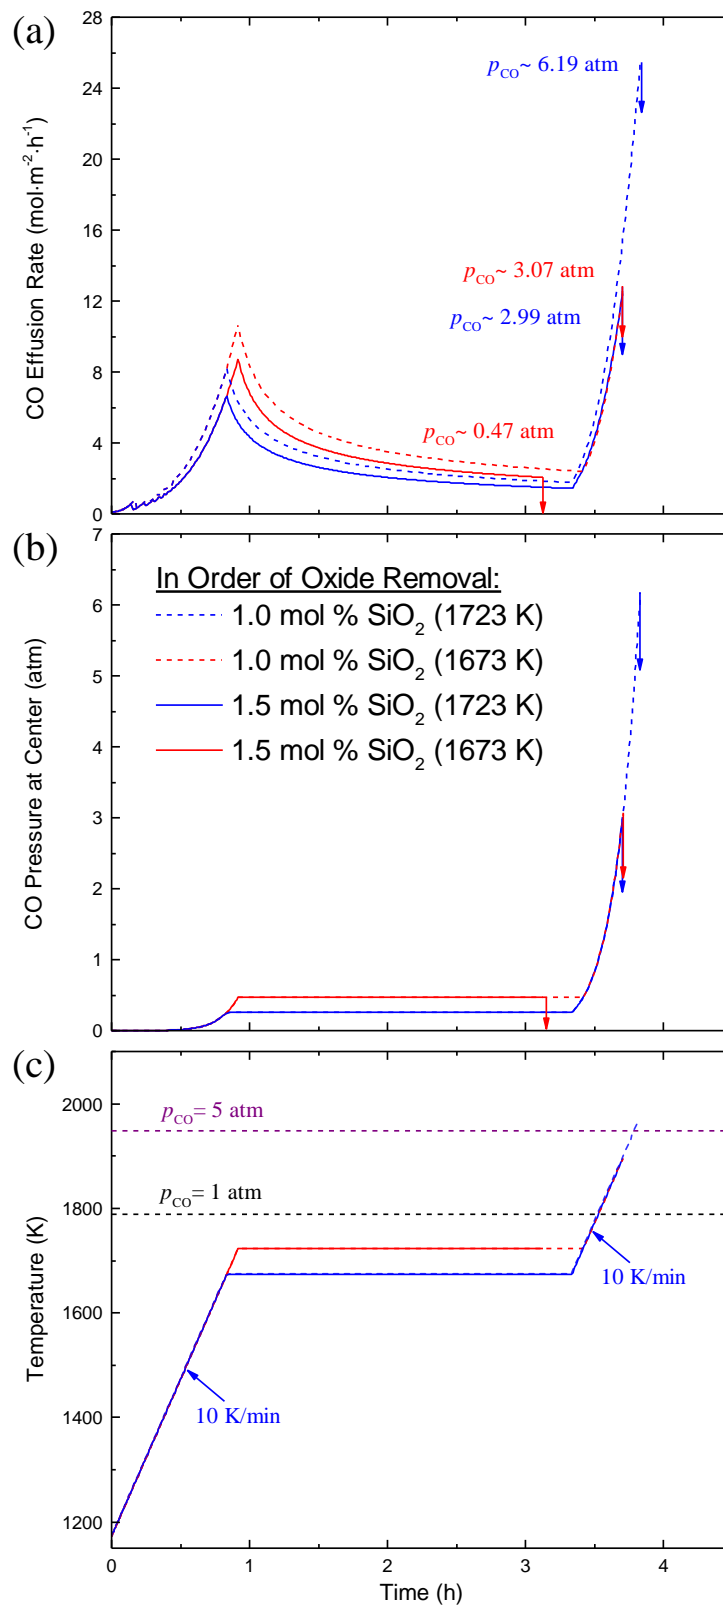 (a)
28
24
20
16
12
8
4
0
CO Effusion Rate (mol·m⁻²·h⁻¹)
pCO~ 6.19 atm
pCO~ 3.07 atm
pCO~ 2.99 atm
pCO~ 0.47 atm
(b)
7
6
5
4
3
2
1
0
CO Pressure at Center (atm)
In Order of Oxide Removal:
1.0 mol % SiO₂ (1723 K)
1.0 mol % SiO₂ (1673 K)
1.5 mol % SiO₂ (1723 K)
1.5 mol % SiO₂ (1673 K)
(c)
2000
1800
1600
1400
1200
Temperature (K)
pCO= 5 atm
pCO= 1 atm
10 K/min
10 K/min
0 1 2 3 4
Time (h)